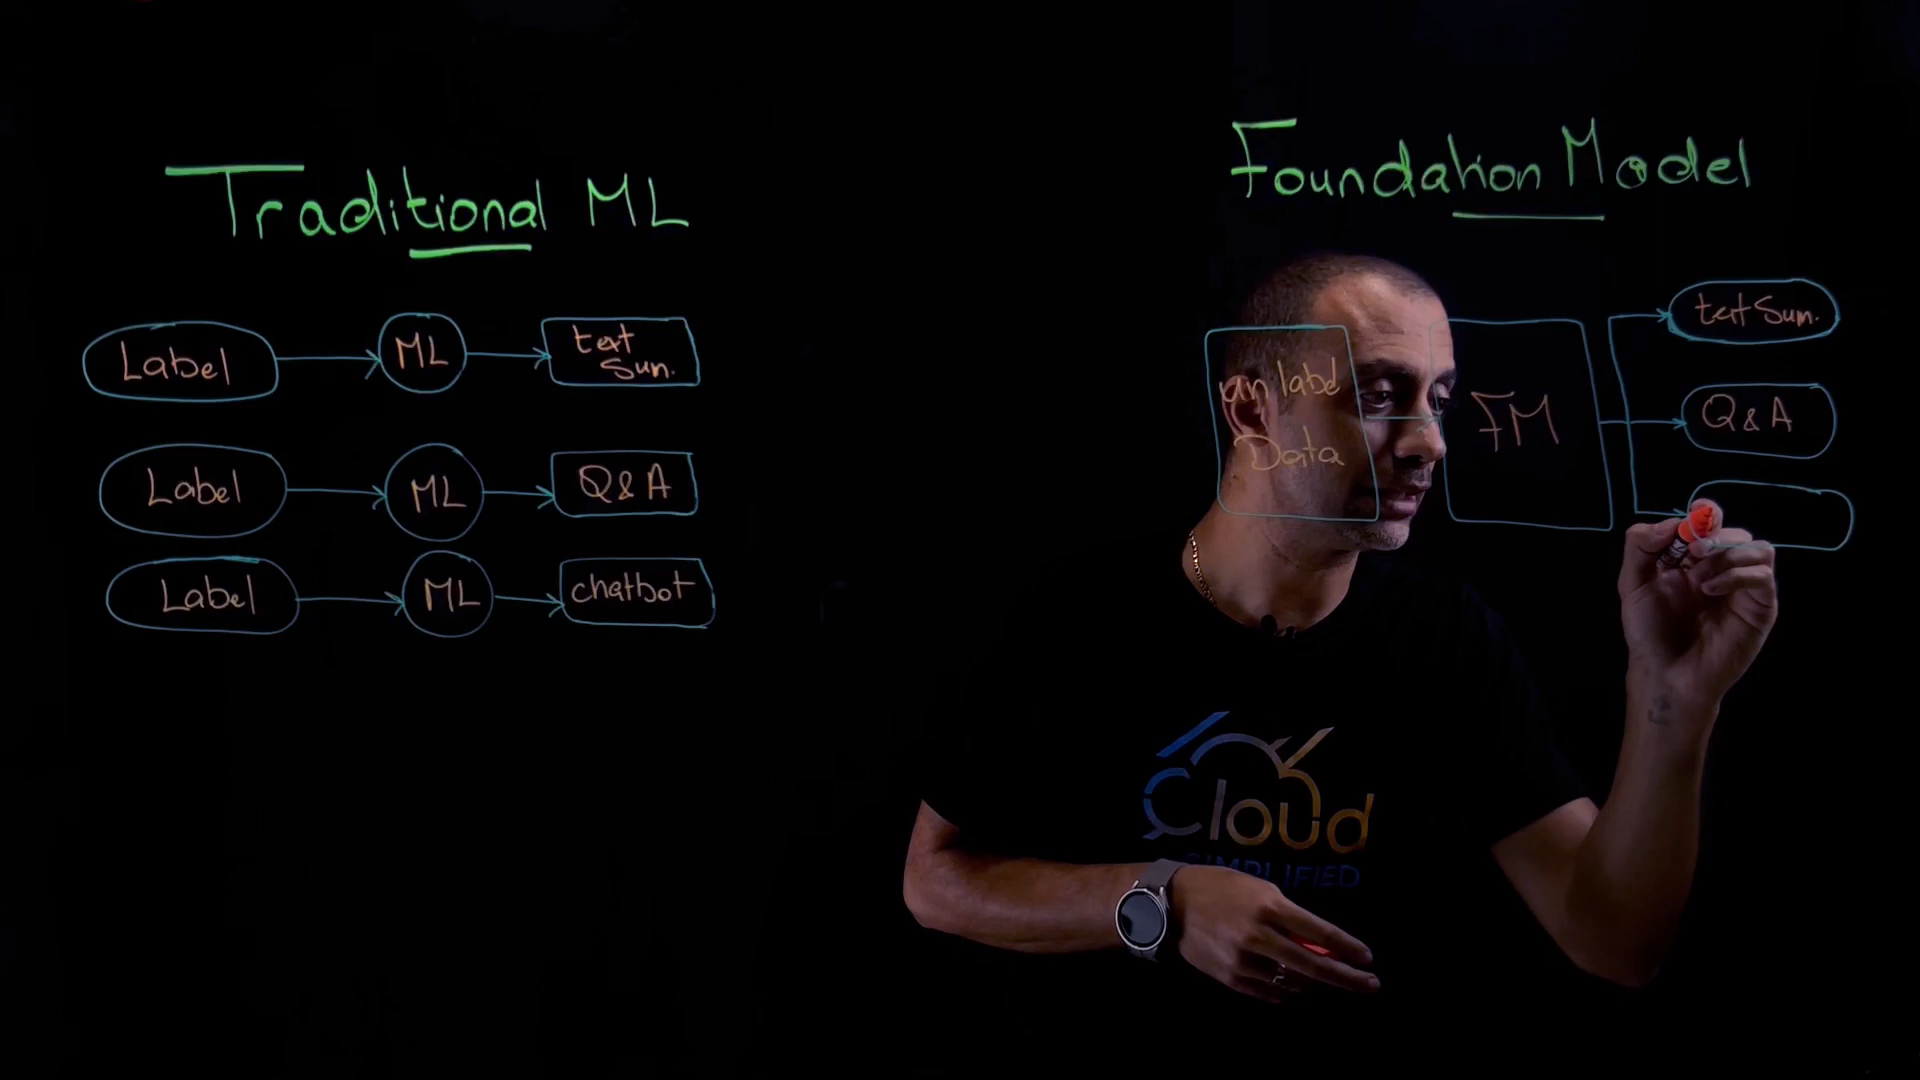 Traditional ML
Label
ML
text
Sum.
Label
ML
Q&A
Label
ML
chatbot
Foundation Model
un labd
Data
FM
text Sum.
Q&A
Cloud
SIMPLIFIED